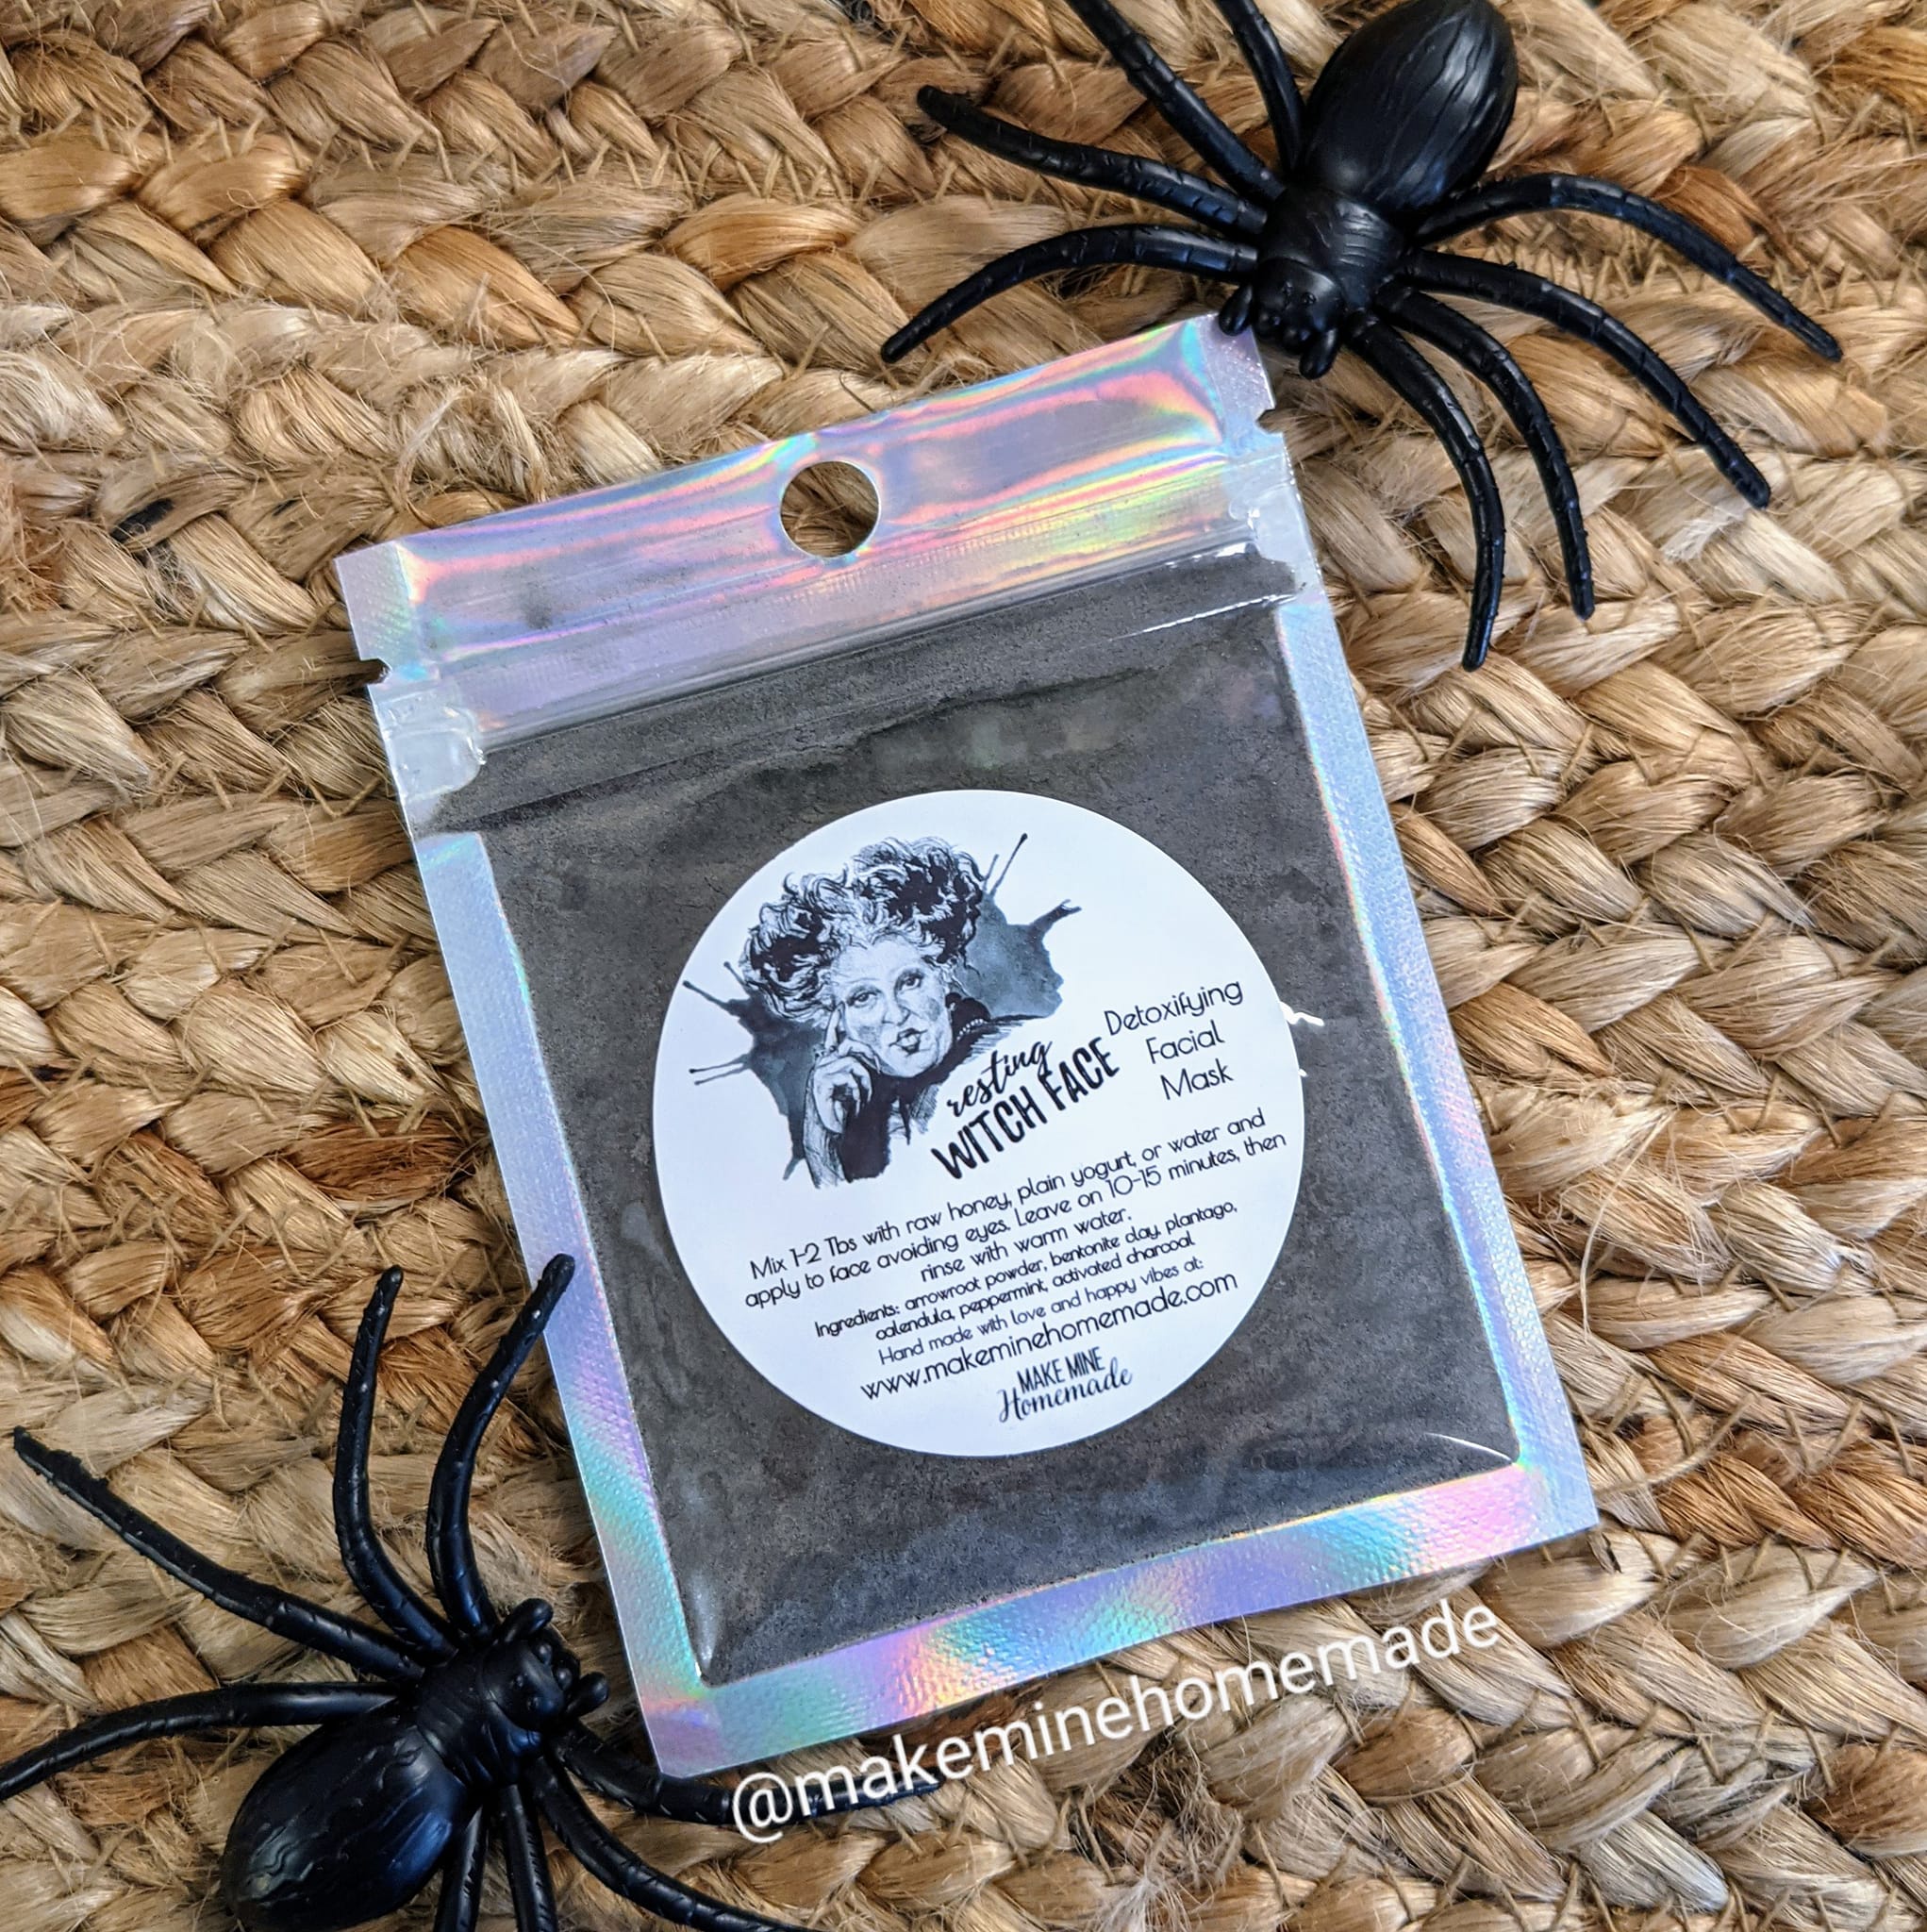 resting
WITCH FACE
Detoxifying
Facial
Mask
Mix 1-2 Tbs with raw honey, plain yogurt, or water and
apply to face avoiding eyes. Leave on 10-15 minutes, then
rinse with warm water.
Ingredients: arrowroot powder, bentonite clay, plantago,
calendula, peppermint, activated charcoal
Hand made with love and happy vibes at:
www.makeminehomemade.com
MAKE MINE
Homemade
@makeminehomemade